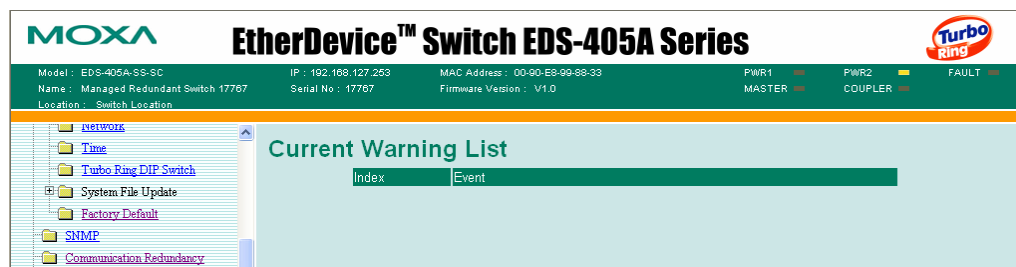 MOXA
EtherDevice™ Switch EDS-405A Series
Turbo Ring
Model : EDS-405A-SS-SC IP : 192.168.127.253 MAC Address : 00-90-E8-99-88-33 PWR1 PWR2 FAULT
Name : Managed Redundant Switch 17767 Serial No : 17767 Firmware Version : V1.0 MASTER COUPLER
Location : Switch Location
Network
Time
Turbo Ring DIP Switch
System File Update
Factory Default
SNMP
Communication Redundancy
Current Warning List
Index Event